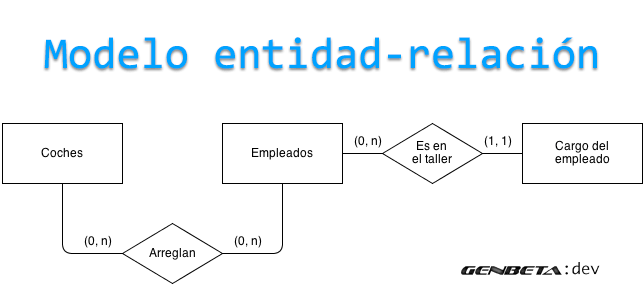 Modelo entidad-relación
Coches
Empleados
(0, n)
Es en
el taller
(1, 1)
Cargo del
empleado
(0, n)
Arreglan
(0, n)
GENBETA:dev